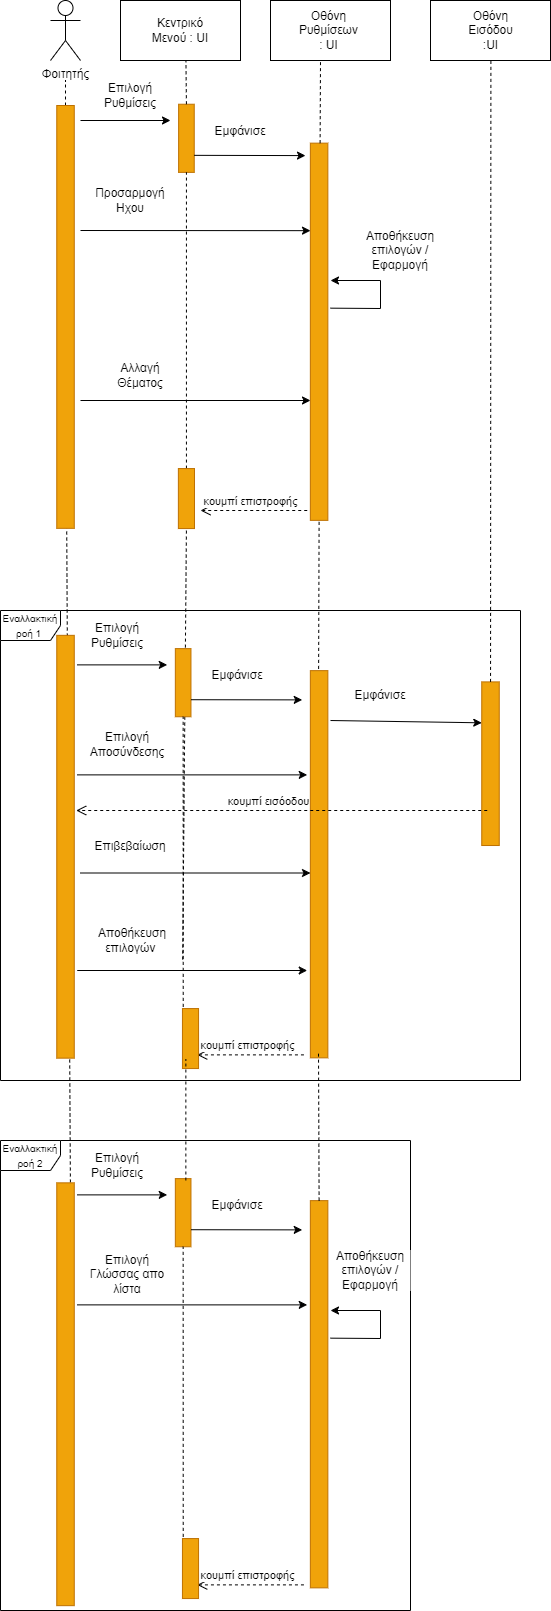 Φοιτητής
Κεντρικό
Μενού : UI
Οθόνη
Ρυθμίσεων
: UI
Οθόνη
Εισόδου
:UI
Επιλογή
Ρυθμίσεις
Εμφάνισε
Προσαρμογή
Ηχου
Αποθήκευση
επιλογών /
Εφαρμογή
Αλλαγή
Θέματος
κουμπί επιστροφής
Εναλλακτική
ροή 1
Επιλογή
Ρυθμίσεις
Εμφάνισε
Εμφάνισε
Επιλογή
Αποσύνδεσης
κουμπί εισόοδου
Επιβεβαίωση
Αποθήκευση
επιλογών
κουμπί επιστροφής
Εναλλακτική
ροή 2
Επιλογή
Ρυθμίσεις
Εμφάνισε
Επιλογή
Γλώσσας απο
λίστα
Αποθήκευση
επιλογών /
Εφαρμογή
κουμπί επιστροφής